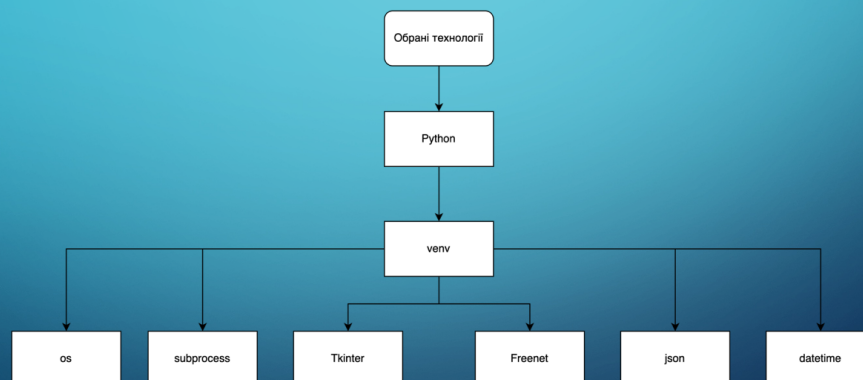 Обрані технології
Python
venv
os
subprocess
Tkinter
Freenet
json
datetime